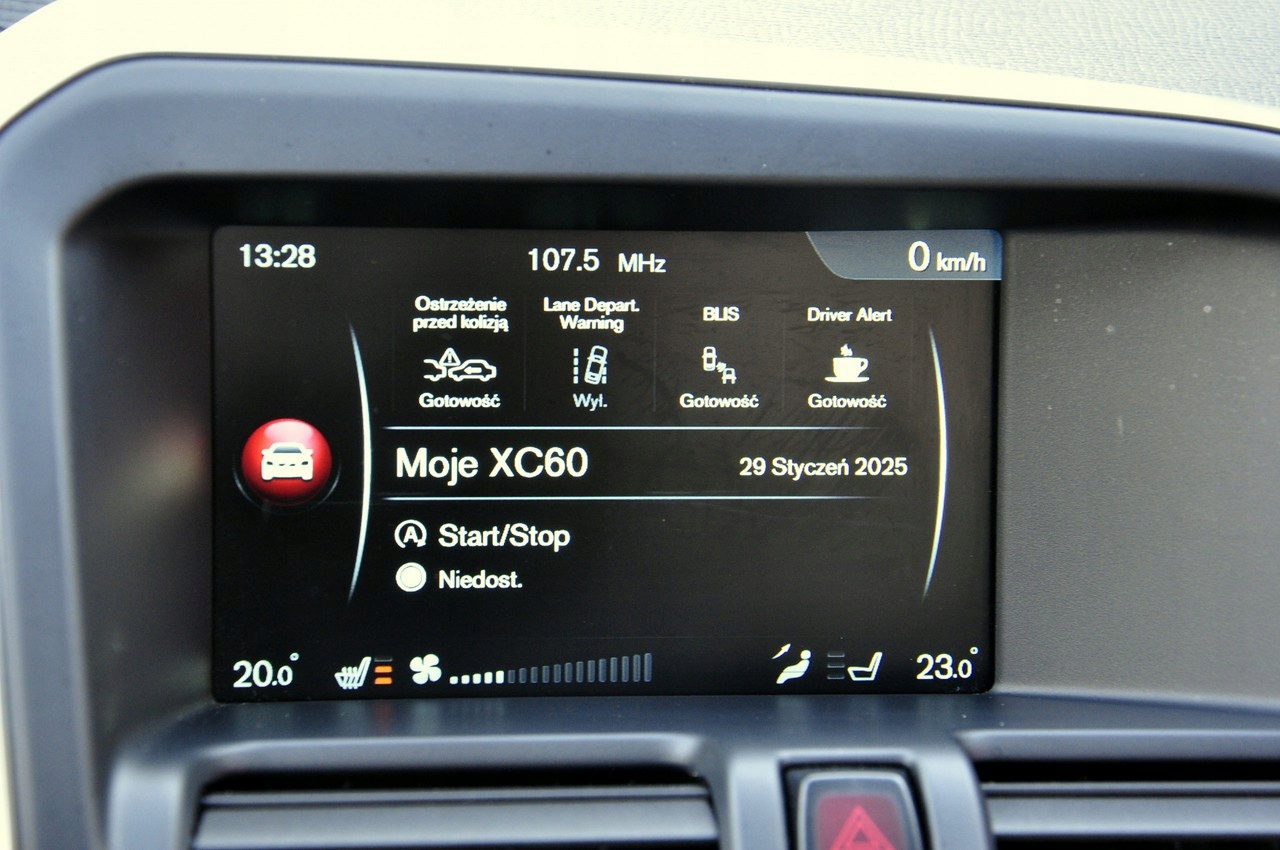 13:28 107.5 MHz 0 km/h
Ostrzeżenie
przed kolizją
Gotowość
Lane Depart.
Warning
Wył.
BLIS
Gotowość
Driver Alert
Gotowość
Moje XC60 29 Styczeń 2025
A Start/Stop
Niedost.
20.0° 23.0°